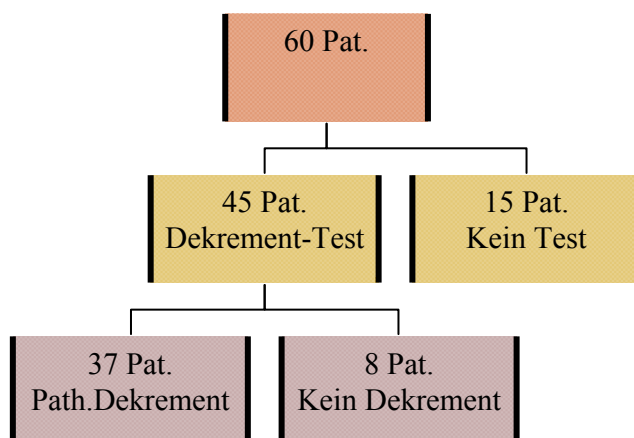 60 Pat.
45 Pat.
Dekrement-Test
15 Pat.
Kein Test
37 Pat.
Path.Dekrement
8 Pat.
Kein Dekrement